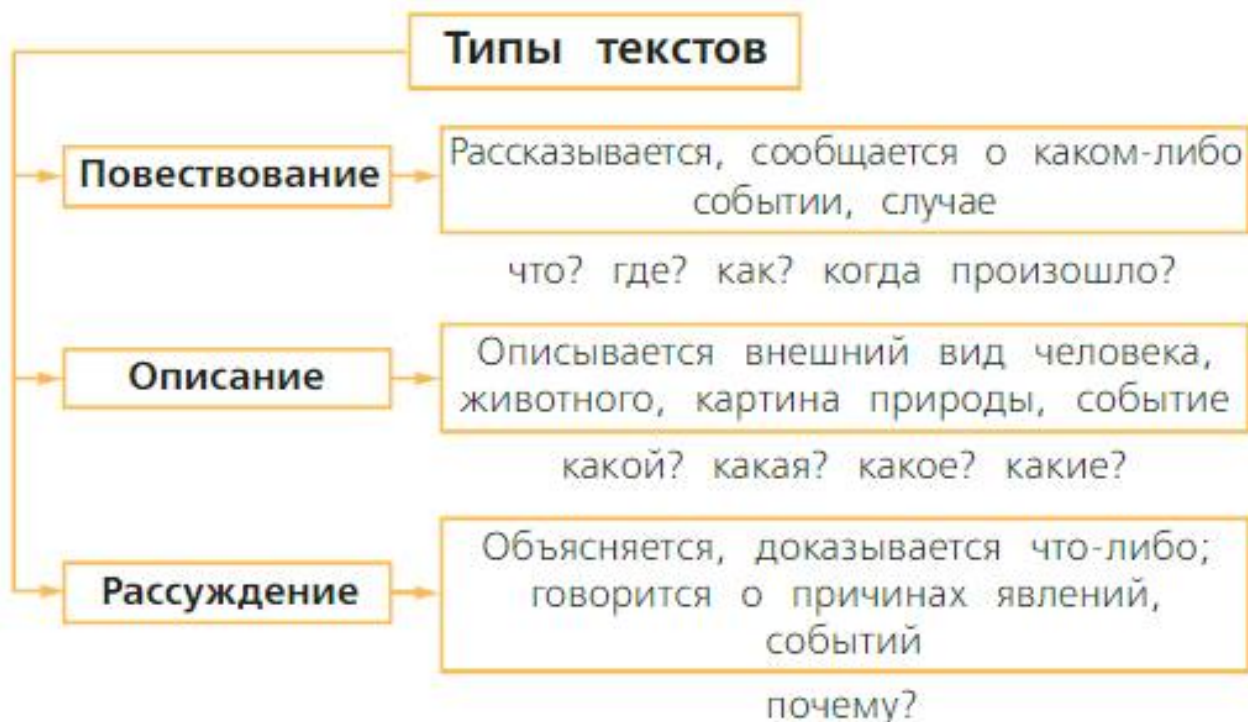 Типы текстов
Повествование
Рассказывается, сообщается о каком-либо
событии, случае
что? где? как? когда произошло?
Описание
Описывается внешний вид человека,
животного, картина природы, событие
какой? какая? какое? какие?
Рассуждение
Объясняется, доказывается что-либо;
говорится о причинах явлений,
событий
почему?